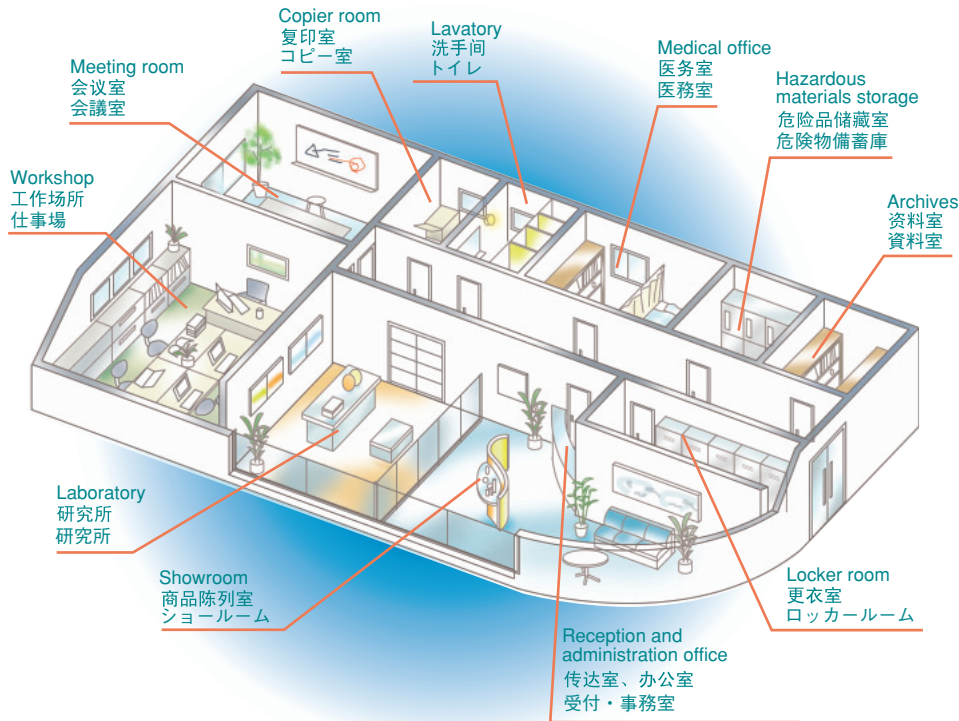 Copier room
复印室
コピー室
Lavatory
洗手间
トイレ
Medical office
医务室
医務室
Meeting room
会议室
会議室
Hazardous
materials storage
危险品储藏室
危険物備蓄庫
Workshop
工作场所
仕事場
Archives
资料室
資料室
Laboratory
研究所
研究所
Showroom
商品陈列室
ショールーム
Locker room
更衣室
ロッカールーム
Reception and
administration office
传达室、办公室
受付・事務室